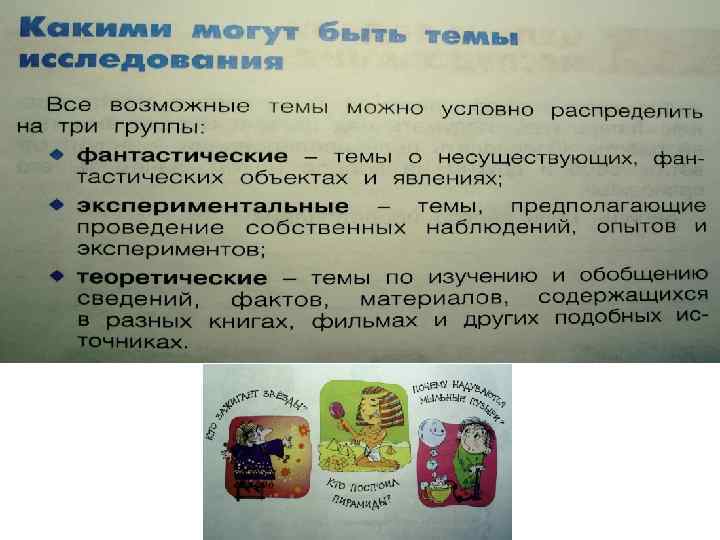 Какими могут быть темы
исследования
Все возможные темы можно условно распределить
на три группы:
◆ фантастические – темы о несуществующих, фан-
тастических объектах и явлениях;
◆ экспериментальные – темы, предполагающие
проведение собственных наблюдений, опытов и
экспериментов;
◆ теоретические – темы по изучению и обобщению
сведений, фактов, материалов, содержащихся
в разных книгах, фильмах и других подобных ис-
точниках.
КТО ЗАЖИГАЕТ ЗВЁЗДЫ?
КТО ПОСТРОИЛ
ПИРАМИДЫ?
ПОЧЕМУ НАДУВАЮТСЯ
МЫЛЬНЫЕ ПУЗЫРИ?